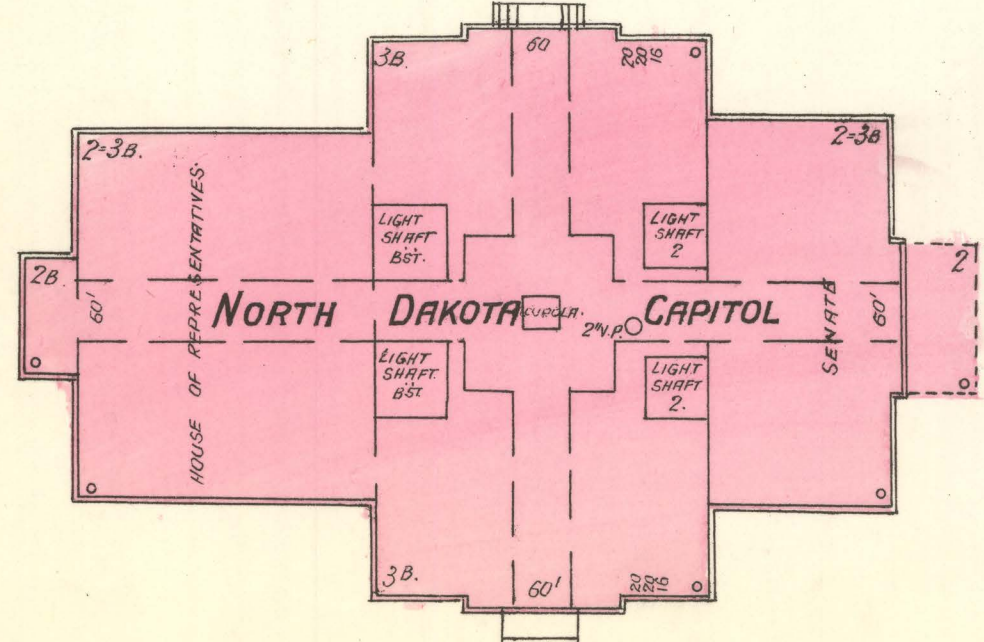 60
3B.
20
20
16
2=3B.
2=3B
LIGHT
SHAFT
BST.
LIGHT
SHAFT
2
2B.
60'
HOUSE OF REPRESENTATIVES.
NORTH DAKOTA CAPITOL
CUPOLA.
2"V.P.
SENATE
60'
2
LIGHT
SHAFT.
BST.
LIGHT
SHAFT
2.
3B.
60'
20
20
16